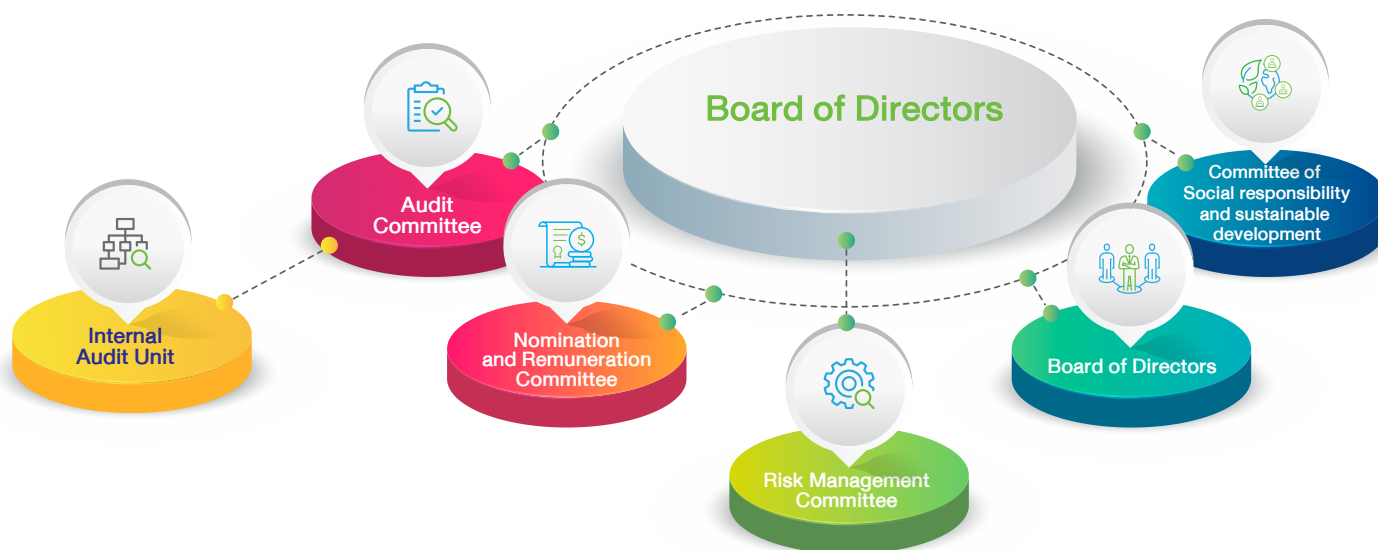 Board of Directors
Audit
Committee
Committee of
Social responsibility
and sustainable
development
Internal
Audit Unit
Nomination
and Remuneration
Committee
Board of Directors
Risk Management
Committee